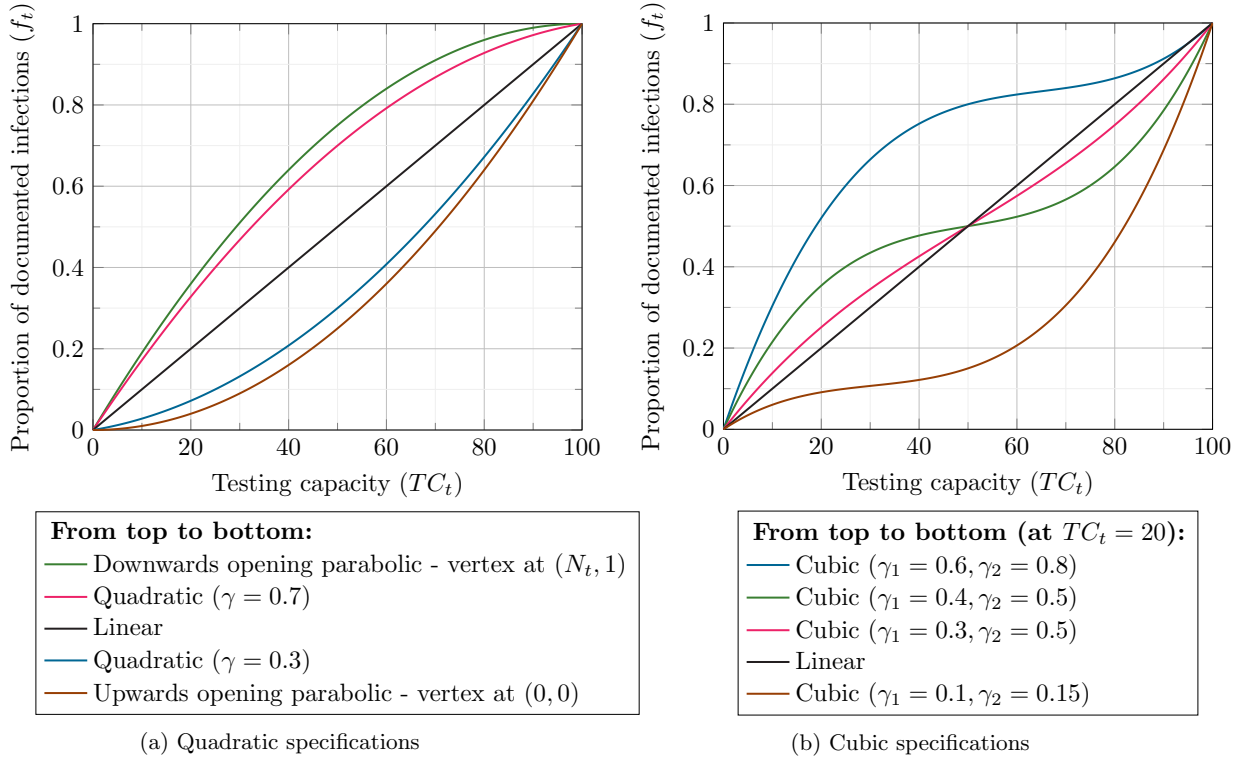 Proportion of documented infections (f_t)
1
0.8
0.6
0.4
0.2
0
0 20 40 60 80 100
Testing capacity (TC_t)
From top to bottom:
Downwards opening parabolic - vertex at (N_t, 1)
Quadratic (γ = 0.7)
Linear
Quadratic (γ = 0.3)
Upwards opening parabolic - vertex at (0, 0)
(a) Quadratic specifications
Proportion of documented infections (f_t)
1
0.8
0.6
0.4
0.2
0
0 20 40 60 80 100
Testing capacity (TC_t)
From top to bottom (at TC_t = 20):
Cubic (γ_1 = 0.6, γ_2 = 0.8)
Cubic (γ_1 = 0.4, γ_2 = 0.5)
Cubic (γ_1 = 0.3, γ_2 = 0.5)
Linear
Cubic (γ_1 = 0.1, γ_2 = 0.15)
(b) Cubic specifications